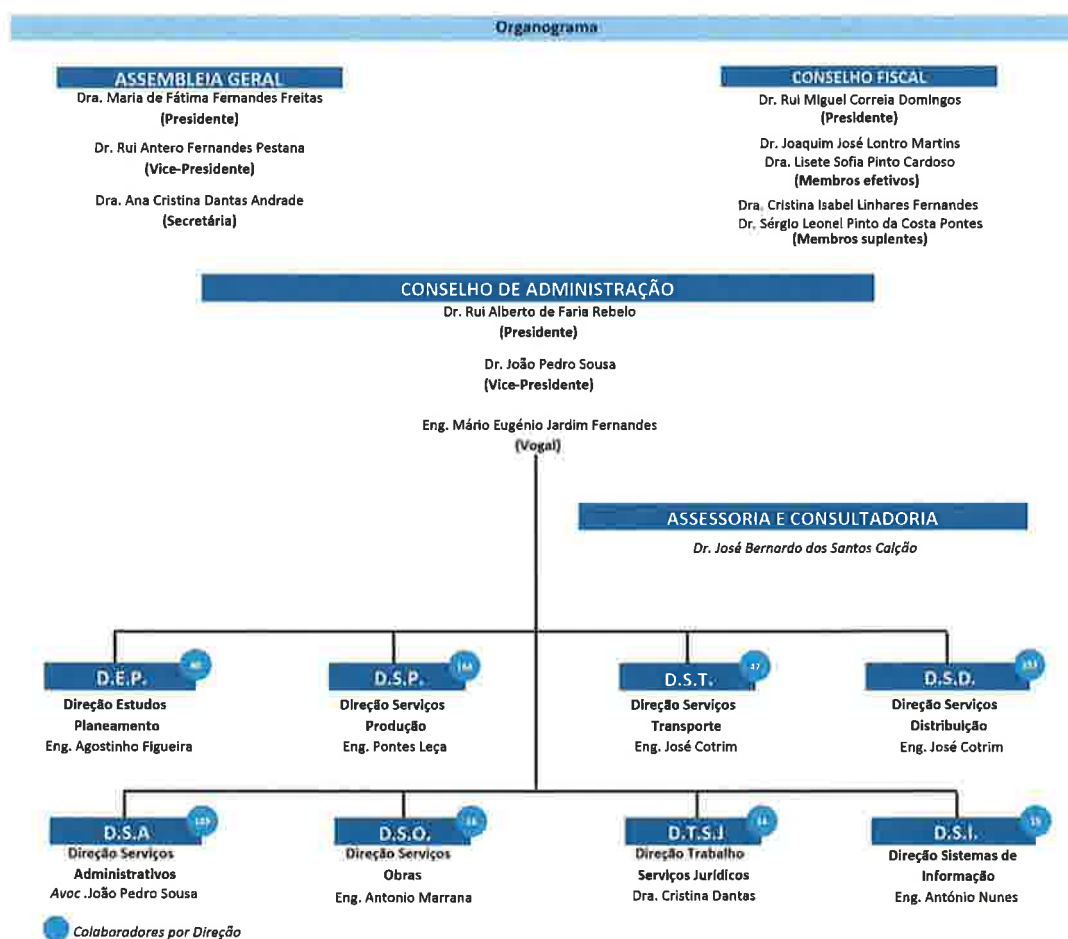 Organograma
ASSEMBLEIA GERAL
Dra. Maria de Fátima Fernandes Freitas
(Presidente)
Dr. Rui Antero Fernandes Pestana
(Vice-Presidente)
Dra. Ana Cristina Dantas Andrade
(Secretária)
CONSELHO FISCAL
Dr. Rui Miguel Correia Domingos
(Presidente)
Dr. Joaquim José Lontro Martins
Dra. Lisete Sofia Pinto Cardoso
(Membros efetivos)
Dra. Cristina Isabel Linhares Fernandes
Dr. Sérgio Leonel Pinto da Costa Pontes
(Membros suplentes)
CONSELHO DE ADMINISTRAÇÃO
Dr. Rui Alberto de Faria Rebelo
(Presidente)
Dr. João Pedro Sousa
(Vice-Presidente)
Eng. Mário Eugénio Jardim Fernandes
(Vogal)
ASSESSORIA E CONSULTADORIA
Dr. José Bernardo dos Santos Calção
D.E.P.
Direção Estudos
Planeamento
Eng. Agostinho Figueira
D.S.P.
Direção Serviços
Produção
Eng. Pontes Leça
D.S.T.
47
Direção Serviços
Transporte
Eng. José Cotrim
D.S.D.
Direção Serviços
Distribuição
Eng. José Cotrim
D.S.A
Direção Serviços
Administrativos
Avoc .João Pedro Sousa
D.S.O.
Direção Serviços
Obras
Eng. Antonio Marrana
D.T.S.J
Direção Trabalho
Serviços Jurídicos
Dra. Cristina Dantas
D.S.I.
Direção Sistemas de
Informação
Eng. António Nunes
Colaboradores por Direção